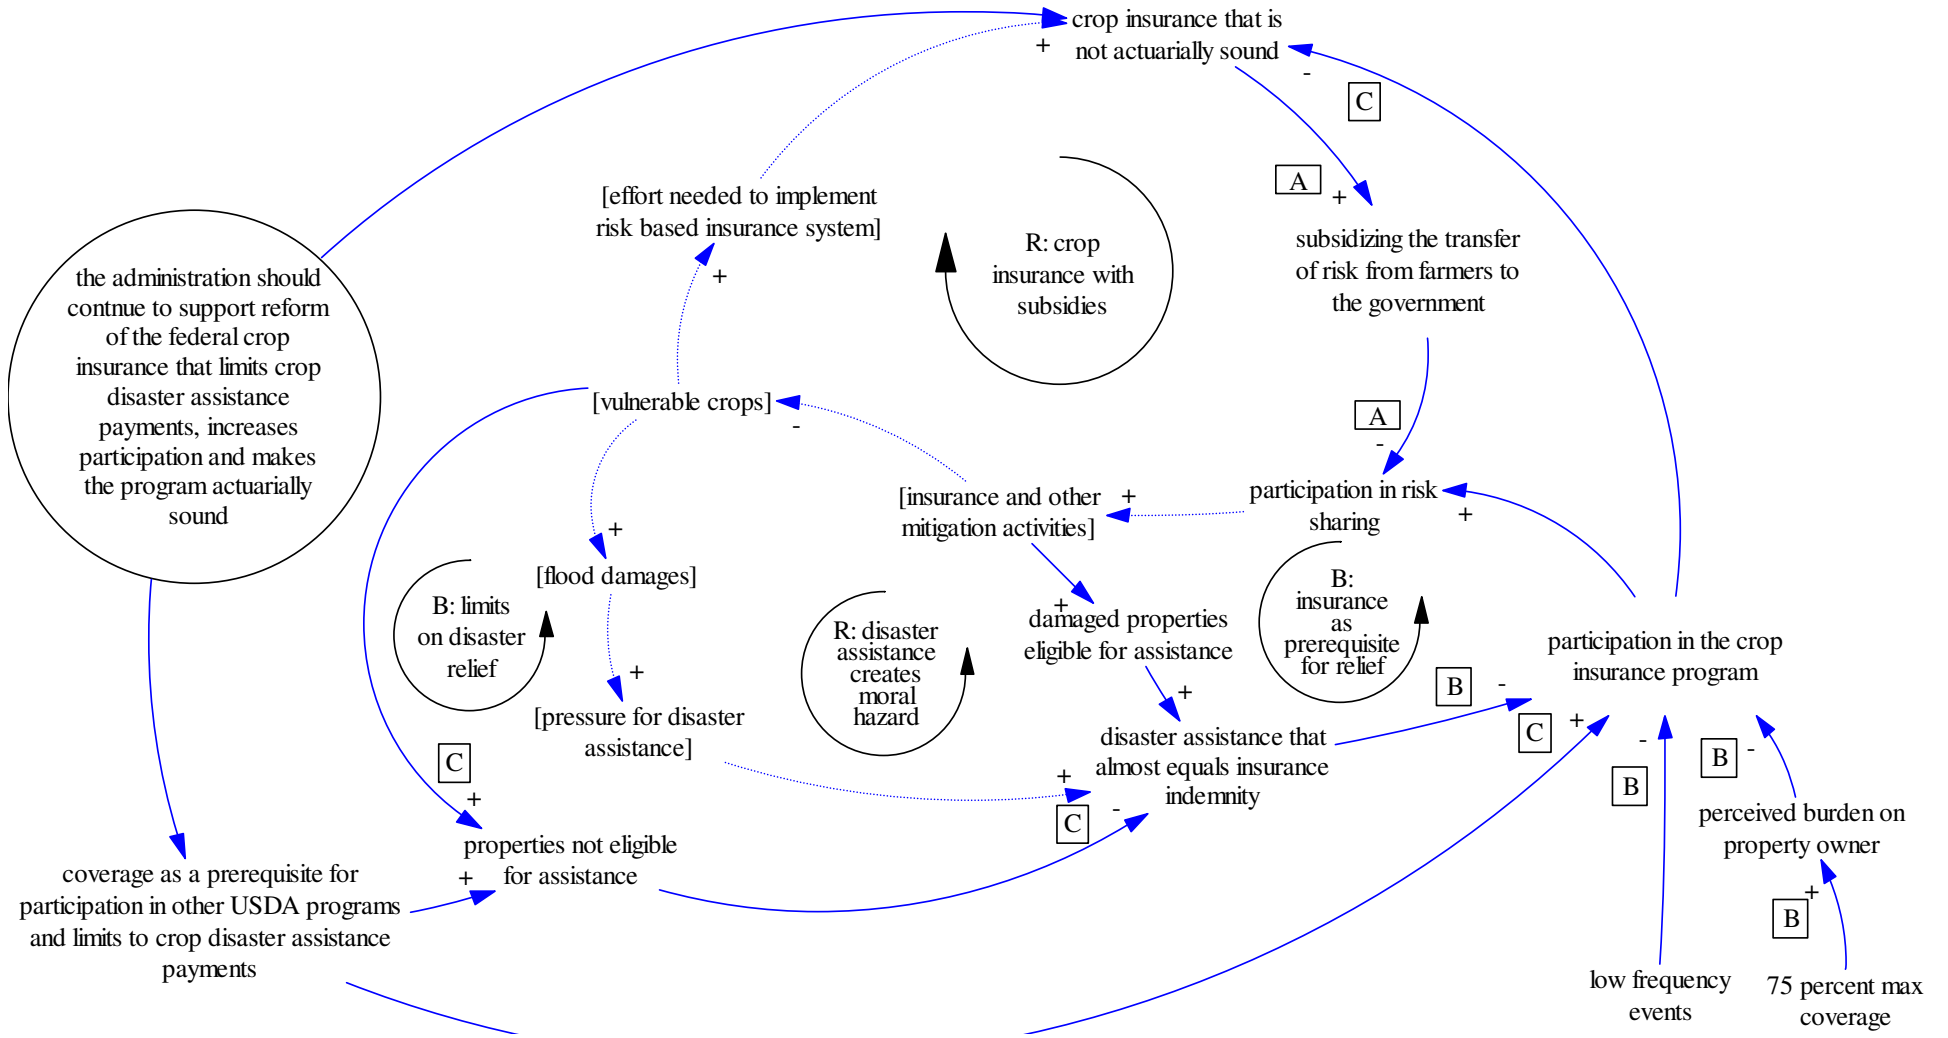 crop insurance that is
not actuarially sound
+
-
C
A
+
[effort needed to implement
risk based insurance system]
+
R: crop
insurance with
subsidies
subsidizing the transfer
of risk from farmers to
the government
the administration should
contnue to support reform
of the federal crop
insurance that limits crop
disaster assistance
payments, increases
participation and makes
the program actuarially
sound
[vulnerable crops]
-
A
-
[insurance and other
mitigation activities]
+
participation in risk
sharing
+
+
[flood damages]
B: limits
on disaster
relief
R: disaster
assistance
creates
moral
hazard
+
damaged properties
eligible for assistance
B:
insurance
as
prerequisite
for relief
participation in the crop
insurance program
+
[pressure for disaster
assistance]
+
B
-
C
+
-
B
B
-
disaster assistance that
almost equals insurance
indemnity
C
+
+
C
-
perceived burden on
property owner
properties not eligible
for assistance
+
coverage as a prerequisite for
participation in other USDA programs
and limits to crop disaster assistance
payments
+
B
low frequency
events
75 percent max
coverage